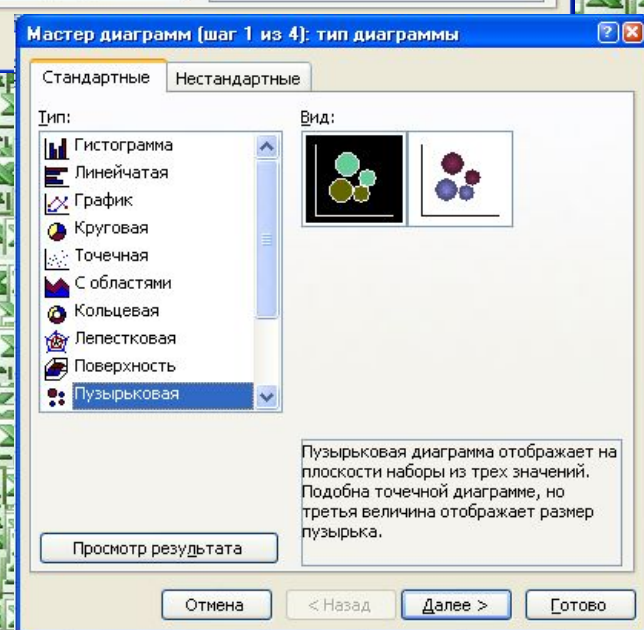 Мастер диаграмм (шаг 1 из 4): тип диаграммы
Стандартные Нестандартные
Тип: Вид:
Гистограмма
Линейчатая
График
Круговая
Точечная
С областями
Кольцевая
Лепестковая
Поверхность
Пузырьковая
Пузырьковая диаграмма отображает на
плоскости наборы из трех значений.
Подобна точечной диаграмме, но
третья величина отображает размер
пузырька.
Просмотр результата
Отмена < Назад Далее > Готово